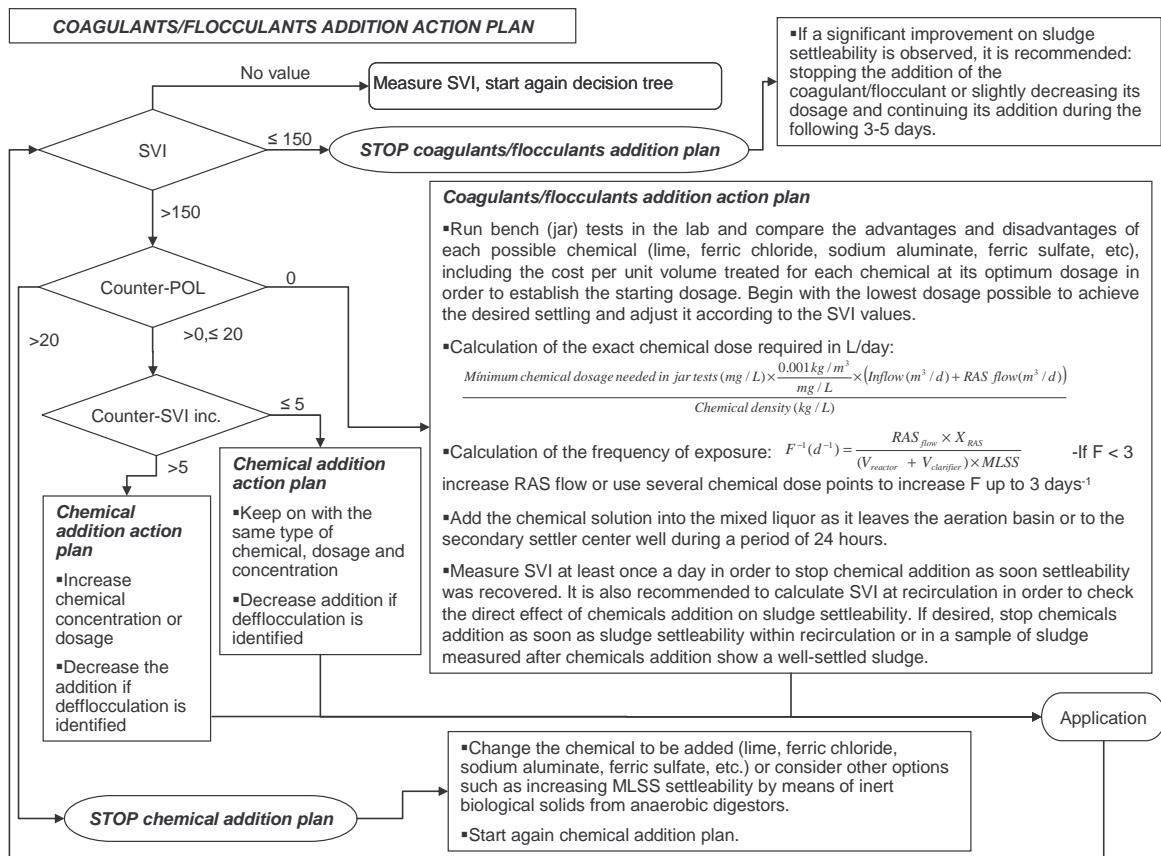 COAGULANTS/FLOCCULANTS ADDITION ACTION PLAN
▪If a significant improvement on sludge
settleability is observed, it is recommended:
stopping the addition of the
coagulant/flocculant or slightly decreasing its
dosage and continuing its addition during the
following 3-5 days.
No value
Measure SVI, start again decision tree
SVI
≤ 150
STOP coagulants/flocculants addition plan
>150
Coagulants/flocculants addition action plan
▪Run bench (jar) tests in the lab and compare the advantages and disadvantages of
each possible chemical (lime, ferric chloride, sodium aluminate, ferric sulfate, etc),
including the cost per unit volume treated for each chemical at its optimum dosage in
order to establish the starting dosage. Begin with the lowest dosage possible to achieve
the desired settling and adjust it according to the SVI values.
▪Calculation of the exact chemical dose required in L/day:
Mínimum chemical dosage needed in jar tests (mg / L) × 0.001 kg / m³ / mg / L × (Inflow (m³ / d) + RAS flow(m³ / d))
Chemical density (kg / L)
▪Calculation of the frequency of exposure: F⁻¹(d⁻¹) = RAS flow × X RAS / (V reactor + V clarifier) × MLSS -If F < 3
increase RAS flow or use several chemical dose points to increase F up to 3 days⁻¹
▪Add the chemical solution into the mixed liquor as it leaves the aeration basin or to the
secondary settler center well during a period of 24 hours.
▪Measure SVI at least once a day in order to stop chemical addition as soon settleability
was recovered. It is also recommended to calculate SVI at recirculation in order to check
the direct effect of chemicals addition on sludge settleability. If desired, stop chemicals
addition as soon as sludge settleability within recirculation or in a sample of sludge
measured after chemicals addition show a well-settled sludge.
Counter-POL
0
>20
>0,≤ 20
Counter-SVI inc.
≤ 5
>5
Chemical addition
action plan
▪Keep on with the
same type of
chemical, dosage and
concentration
▪Decrease addition if
defflocculation is
identified
Chemical
addition action
plan
▪Increase
chemical
concentration or
dosage
▪Decrease the
addition if
defflocculation is
identified
Application
STOP chemical addition plan
▪Change the chemical to be added (lime, ferric chloride,
sodium aluminate, ferric sulfate, etc.) or consider other options
such as increasing MLSS settleability by means of inert
biological solids from anaerobic digestors.
▪Start again chemical addition plan.